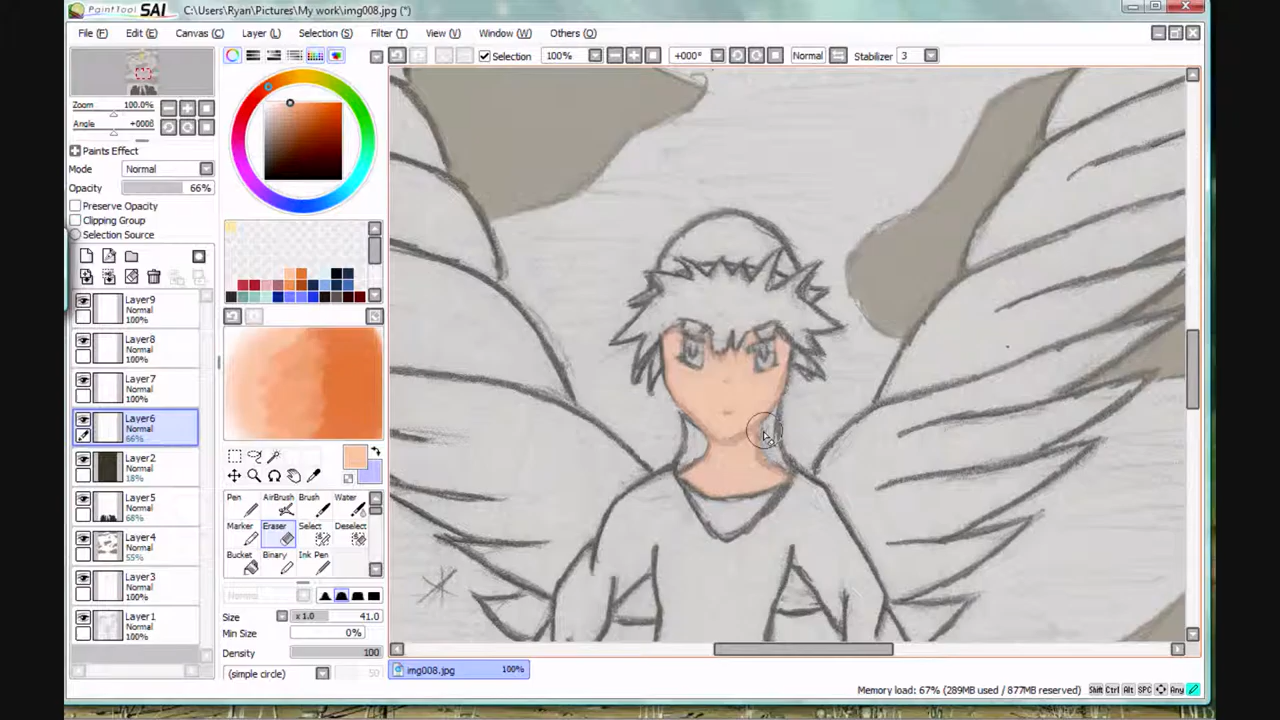 PaintTool SAI C:\Users\Ryan\Pictures\My work\img008.jpg (*)
File (F) Edit (E) Canvas (C) Layer (L) Selection (S) Filter (T) View (V) Window (W) Others (O)
Selection 100% +000° Normal Stabilizer 3
Zoom 100.0%
Angle +000θ
Paints Effect
Mode Normal
Opacity 66%
Preserve Opacity
Clipping Group
Selection Source
Layer9
Normal
100%
Layer8
Normal
100%
Layer7
Normal
100%
Layer6
Normal
66%
Layer2
Normal
18%
Layer5
Normal
68%
Layer4
Normal
55%
Layer3
Normal
100%
Layer1
Normal
100%
Pen AirBrush Brush Water
Marker Eraser Select Deselect
Bucket Binary Ink Pen
Normal
Size x 1.0 41.0
Min Size 0%
Density 100
(simple circle) 50
img008.jpg 100%
Memory load: 67% (289MB used / 877MB reserved) Shift Ctrl Alt SPC Any